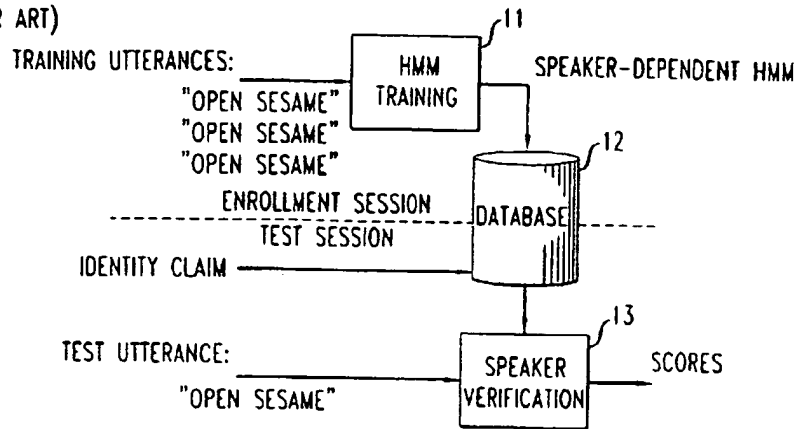 ART)
11
TRAINING UTTERANCES:
HMM
TRAINING
SPEAKER-DEPENDENT HMM
"OPEN SESAME"
"OPEN SESAME"
"OPEN SESAME"
12
ENROLLMENT SESSION
DATABASE
TEST SESSION
IDENTITY CLAIM
13
TEST UTTERANCE:
SPEAKER
VERIFICATION
SCORES
"OPEN SESAME"